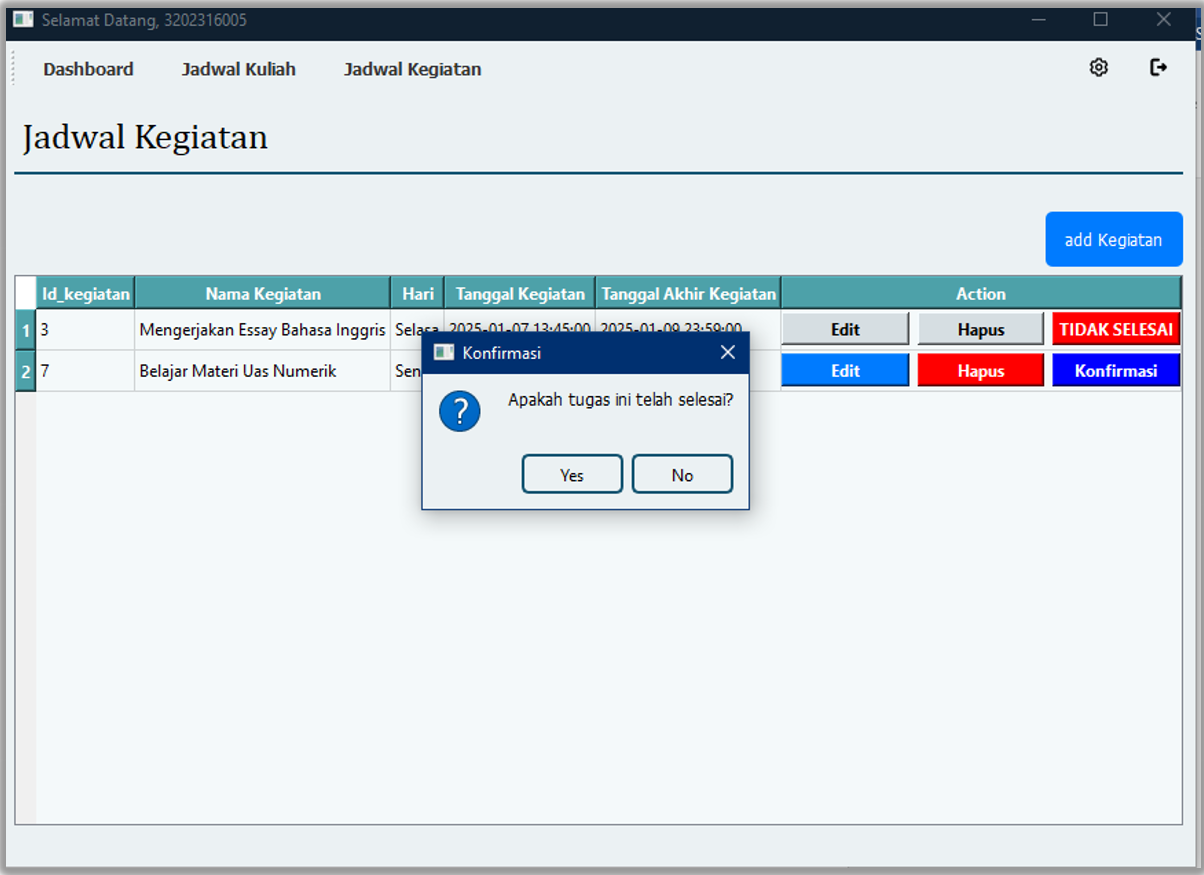 Selamat Datang, 3202316005
Dashboard Jadwal Kuliah Jadwal Kegiatan
Jadwal Kegiatan
add Kegiatan
Id_kegiatan Nama Kegiatan Hari Tanggal Kegiatan Tanggal Akhir Kegiatan Action
1 3 Mengerjakan Essay Bahasa Inggris Selasa 2025-01-07 13:45:00 2025-01-09 23:59:00 Edit Hapus TIDAK SELESAI
2 7 Belajar Materi Uas Numerik Sen Edit Hapus Konfirmasi
Konfirmasi
Apakah tugas ini telah selesai?
Yes No